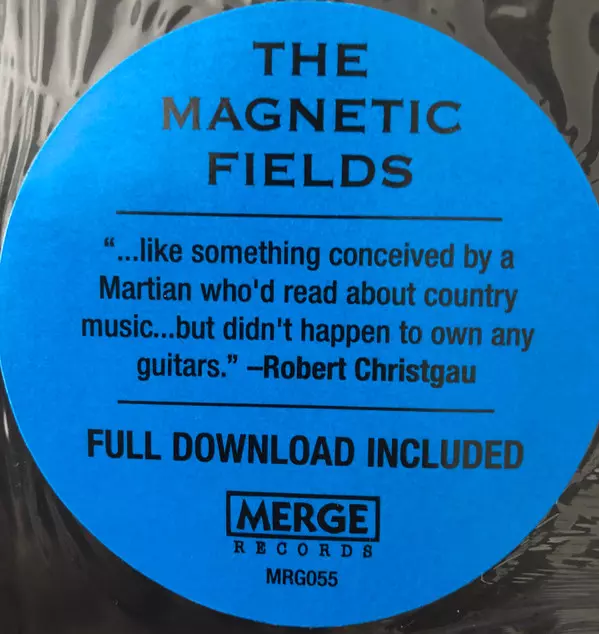 THE
MAGNETIC
FIELDS
“...like something conceived by a
Martian who'd read about country
music...but didn't happen to own any
guitars.” –Robert Christgau
FULL DOWNLOAD INCLUDED
MERGE
RECORDS
MRG055